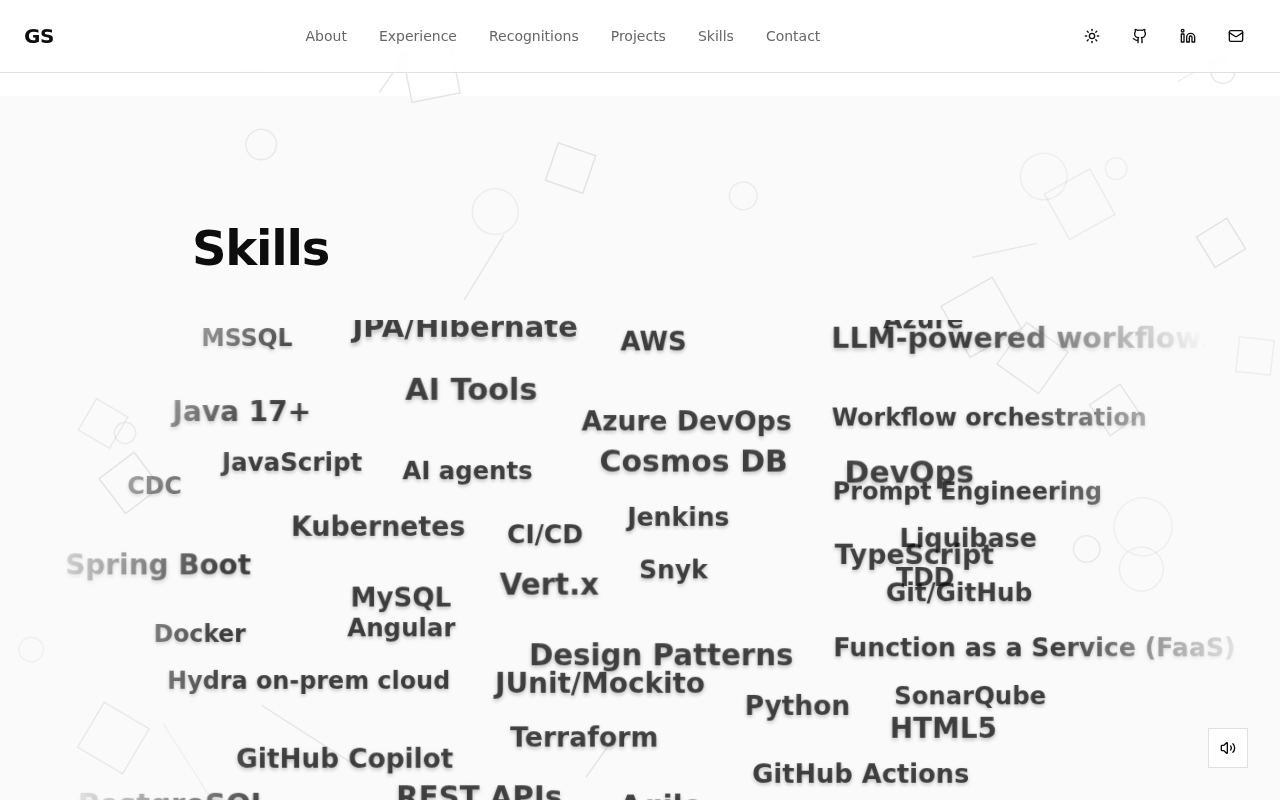 GS
About
Experience
Recognitions
Projects
Skills
Contact
Skills
MSSQL
JPA/Hibernate
AWS
Azure
LLM-powered workflow
AI Tools
Java 17+
Azure DevOps
Workflow orchestration
JavaScript
AI agents
Cosmos DB
DevOps
CDC
Prompt Engineering
Kubernetes
CI/CD
Jenkins
Liquibase
TypeScript
Spring Boot
Vert.x
Snyk
TDD
Git/GitHub
MySQL
Angular
Docker
Design Patterns
Function as a Service (FaaS)
Hydra on-prem cloud
JUnit/Mockito
Python
SonarQube
HTML5
Terraform
GitHub Copilot
GitHub Actions
PostgreSQL
REST APIs
Agile